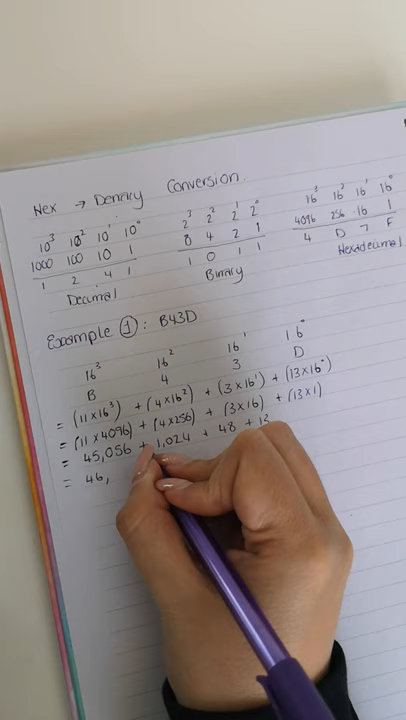 Hex → Denary Conversion.
10³ 10² 10¹ 10⁰
1000 100 10 1
1 2 4 1
Decimal
2³ 2² 2¹ 2⁰
8 4 2 1
1 0 1 1
Binary
16³ 16² 16¹ 16⁰
4096 256 16 1
4 D 7 F
Hexadecimal
Example ①: B43D
16³ 16² 16¹ 16⁰
B 4 3 D
= (11 × 16³) + (4 × 16²) + (3 × 16¹) + (13 × 16⁰)
= (11 × 4096) + (4 × 256) + (3 × 16) + (13 × 1)
= 45,056 + 1,024 + 48 + 13
= 46,